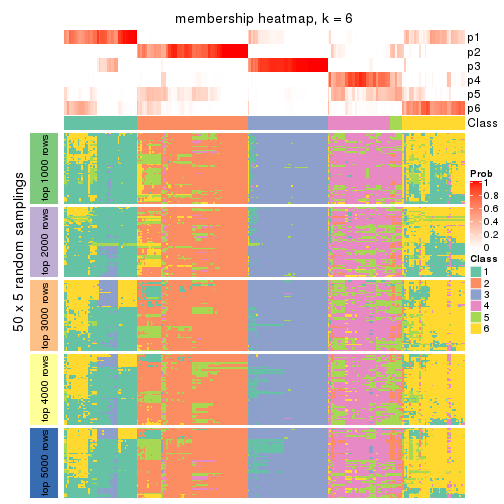 membership heatmap, k = 6
p1
p2
p3
p4
p5
p6
Class
50 x 5 random samplings
top 1000 rows
top 2000 rows
top 3000 rows
top 4000 rows
top 5000 rows
Prob
1
0.8
0.6
0.4
0.2
0
Class
1
2
3
4
5
6